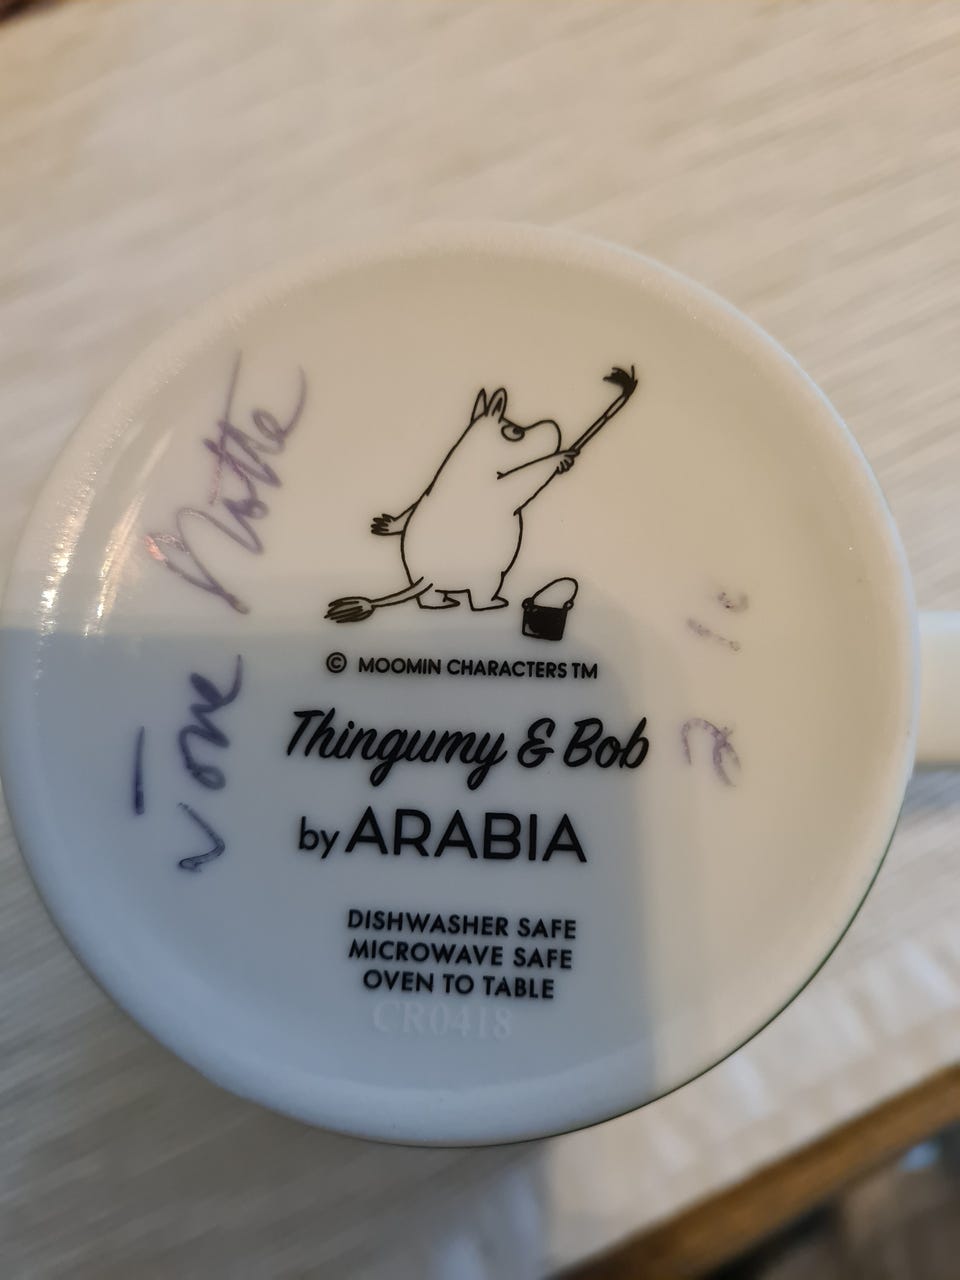 © MOOMIN CHARACTERS TM
Thingumy & Bob
by ARABIA
DISHWASHER SAFE
MICROWAVE SAFE
OVEN TO TABLE
CR0418